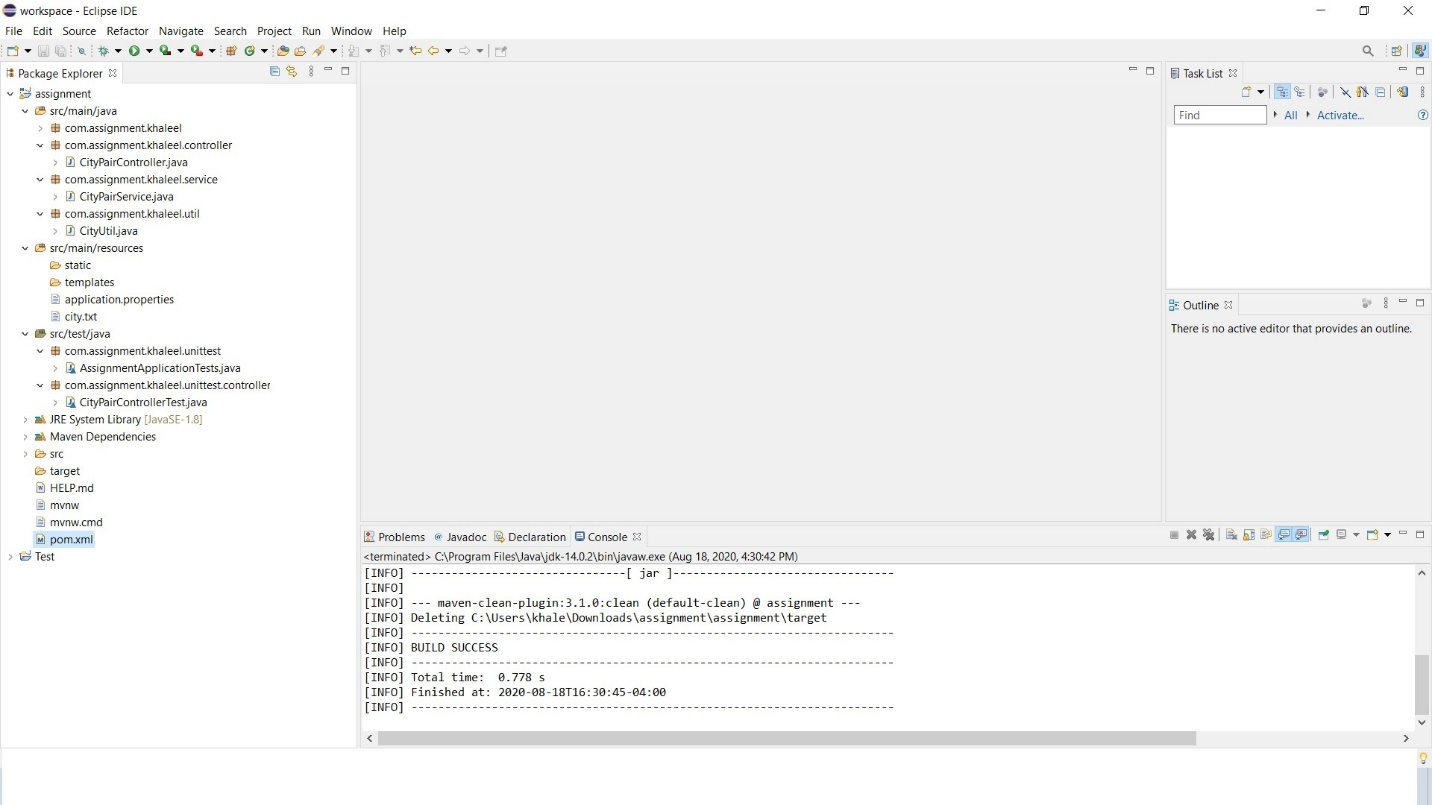 workspace - Eclipse IDE
File Edit Source Refactor Navigate Search Project Run Window Help
Package Explorer
assignment
src/main/java
com.assignment.khaleel
com.assignment.khaleel.controller
CityPairController.java
com.assignment.khaleel.service
CityPairService.java
com.assignment.khaleel.util
CityUtil.java
src/main/resources
static
templates
application.properties
city.txt
src/test/java
com.assignment.khaleel.unittest
AssignmentApplicationTests.java
com.assignment.khaleel.unittest.controller
CityPairControllerTest.java
JRE System Library [JavaSE-1.8]
Maven Dependencies
src
target
HELP.md
mvnw
mvnw.cmd
pom.xml
Test
Task List
Find All Activate...
Outline
There is no active editor that provides an outline.
Problems Javadoc Declaration Console
<terminated> C:\Program Files\Java\jdk-14.0.2\bin\javaw.exe (Aug 18, 2020, 4:30:42 PM)
[INFO] --------------------------------[ jar ]---------------------------------
[INFO]
[INFO] --- maven-clean-plugin:3.1.0:clean (default-clean) @ assignment ---
[INFO] Deleting C:\Users\khale\Downloads\assignment\assignment\target
[INFO] ------------------------------------------------------------------------
[INFO] BUILD SUCCESS
[INFO] ------------------------------------------------------------------------
[INFO] Total time:  0.778 s
[INFO] Finished at: 2020-08-18T16:30:45-04:00
[INFO] ------------------------------------------------------------------------